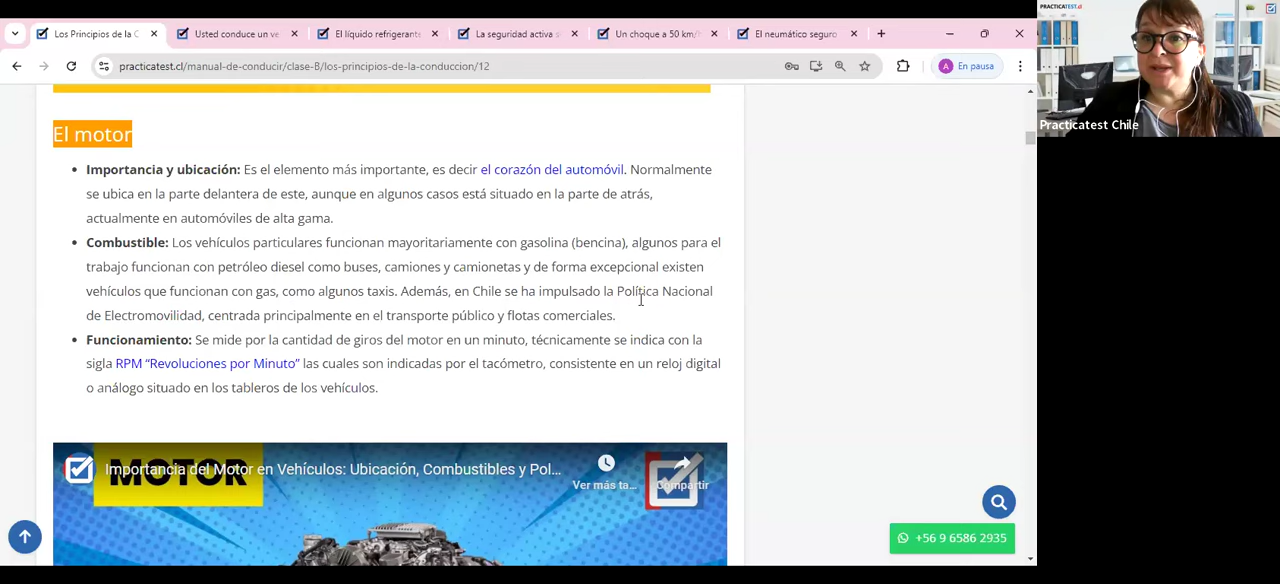 Los Principios de la C
Usted conduce un ve
El líquido refrigerante
La seguridad activa s
Un choque a 50 km/h
El neumático seguro
practicatest.cl/manual-de-conducir/clase-B/los-principios-de-la-conduccion/12
A
En pausa
PRACTICATEST.cl
Practicatest Chile
El motor
Importancia y ubicación: Es el elemento más importante, es decir el corazón del automóvil. Normalmente
se ubica en la parte delantera de este, aunque en algunos casos está situado en la parte de atrás,
actualmente en automóviles de alta gama.
Combustible: Los vehículos particulares funcionan mayoritariamente con gasolina (bencina), algunos para el
trabajo funcionan con petróleo diesel como buses, camiones y camionetas y de forma excepcional existen
vehículos que funcionan con gas, como algunos taxis. Además, en Chile se ha impulsado la Política Nacional
de Electromovilidad, centrada principalmente en el transporte público y flotas comerciales.
Funcionamiento: Se mide por la cantidad de giros del motor en un minuto, técnicamente se indica con la
sigla RPM “Revoluciones por Minuto” las cuales son indicadas por el tacómetro, consistente en un reloj digital
o análogo situado en los tableros de los vehículos.
MOTOR
Importancia del Motor en Vehículos: Ubicación, Combustibles y Pol...
Ver más ta...
Compartir
+56 9 6586 2935